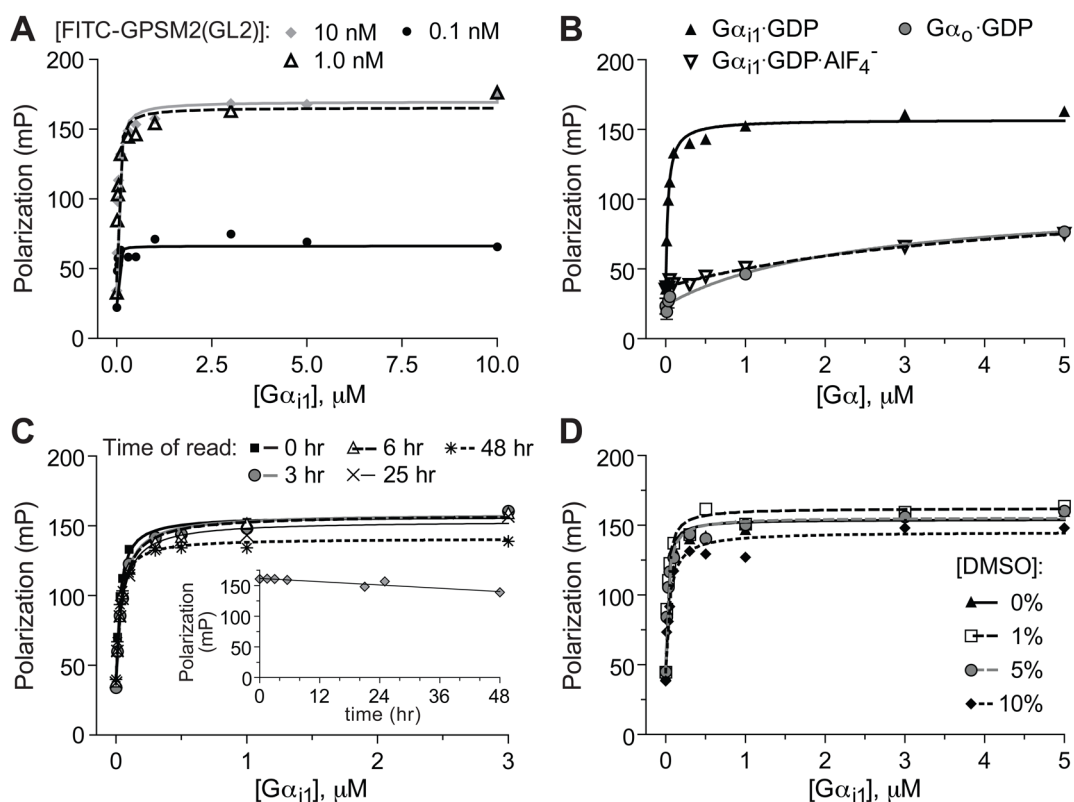 A
[FITC-GPSM2(GL2)]: 10 nM 0.1 nM
1.0 nM
Polarization (mP)
200
150
100
50
0
0.0 2.5 5.0 7.5 10.0
[Gαi1], μM
B
Gαi1·GDP Gαo·GDP
Gαi1·GDP·AlF4-
Polarization (mP)
200
150
100
50
0
0 1 2 3 4 5
[Gα], μM
C
Time of read: 0 hr 6 hr 48 hr
3 hr 25 hr
Polarization (mP)
200
150
100
50
0
0 1 2 3
[Gαi1], μM
Polarization
(mP)
175
150
125
100
75
50
25
0
0 12 24 36 48
time (hr)
D
Polarization (mP)
200
150
100
50
0
0 1 2 3 4 5
[Gαi1], μM
[DMSO]:
0%
1%
5%
10%